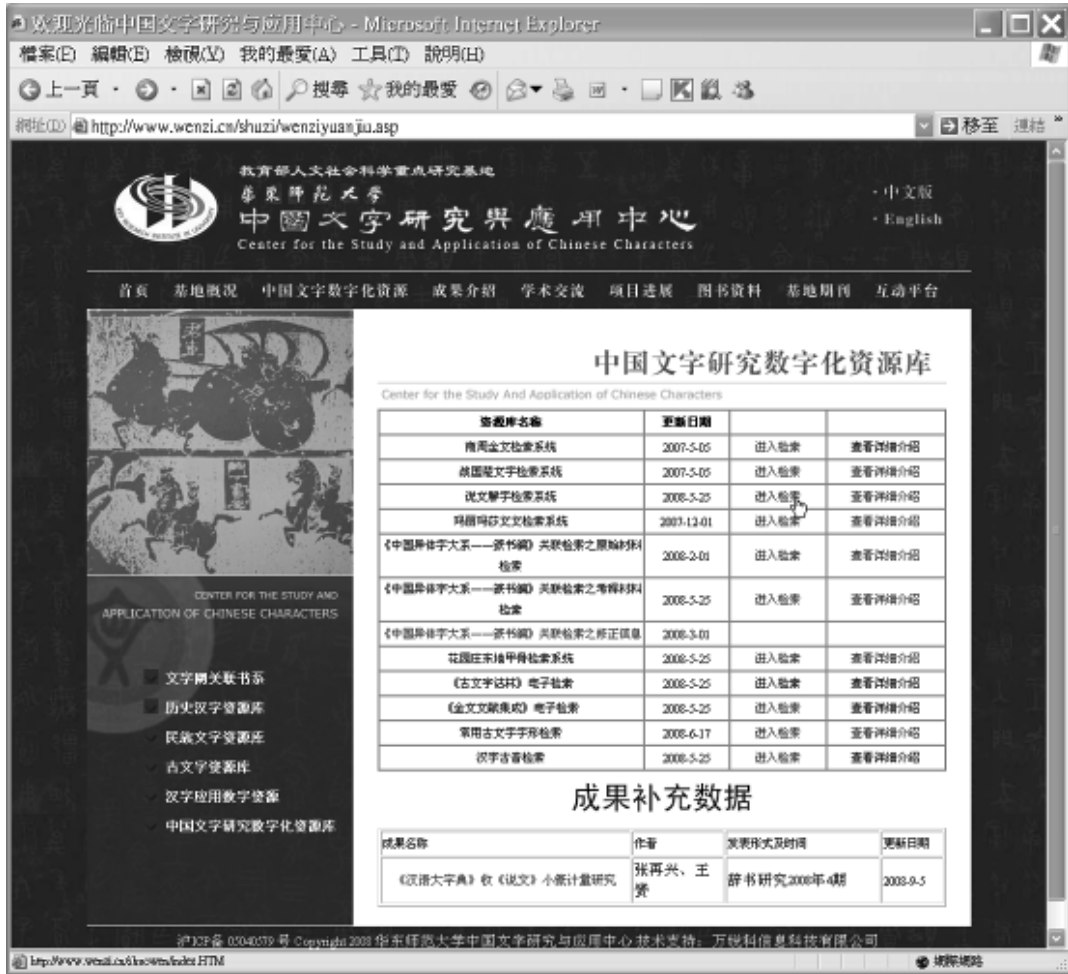 欢迎光临中国文字研究与应用中心 - Microsoft Internet Explorer
檔案(E) 編輯(E) 檢視(V) 我的最愛(A) 工具(T) 說明(H)
上一頁 搜尋 我的最愛
網址(D) http://www.wenzi.cn/shuzi/wenziyuanjiu.asp 移至 連結 »
教育部人文社会科学重点研究基地
華東師范大学
中國文字研究與應用中心
Center for the Study and Application of Chinese Characters
·中文版
·English
首页 基地概况 中国文字数字化资源 成果介绍 学术交流 项目进展 图书资料 基地期刊 互动平台
中国文字研究数字化资源库
Center for the Study And Application of Chinese Characters
资源库名称 更新日期
商周金文检索系统 2007-5-05 进入检索 查看详细介绍
战国楚文字检索系统 2007-5-05 进入检索 查看详细介绍
说文解字检索系统 2008-5-25 进入检索 查看详细介绍
玛丽玛莎文文检索系统 2007-12-01 进入检索 查看详细介绍
《中国异体字大系——篆书编》关联检索之原始材料
检索 2008-2-01 进入检索 查看详细介绍
《中国异体字大系——篆书编》关联检索之考释材料
检索 2008-5-25 进入检索 查看详细介绍
《中国异体字大系——篆书编》关联检索之修正信息 2008-3-01
花园庄东地甲骨检索系统 2008-5-25 进入检索 查看详细介绍
《古文字诂林》电子检索 2008-5-25 进入检索 查看详细介绍
《金文文献集成》电子检索 2008-5-25 进入检索 查看详细介绍
常用古文字字形检索 2008-6-17 进入检索 查看详细介绍
汉字古音检索 2008-5-25 进入检索 查看详细介绍
CENTER FOR THE STUDY AND
APPLICATION OF CHINESE CHARACTERS
文字网关联书系
历史汉字资源库
民族文字资源库
古文字资源库
汉字应用数字资源
中国文字研究数字化资源库
成果补充数据
成果名称 作者 发表形式及时间 更新日期
《汉语大字典》收《说文》小篆计量研究 张再兴、王贤 辞书研究2008年4期 2008-9-5
沪ICP备 05040579 号 Copyright 2008 华东师范大学中国文字研究与应用中心 技术支持：万锐科信息科技有限公司
http://www.wenzi.cn/shuowen/index.HTM 網際網路